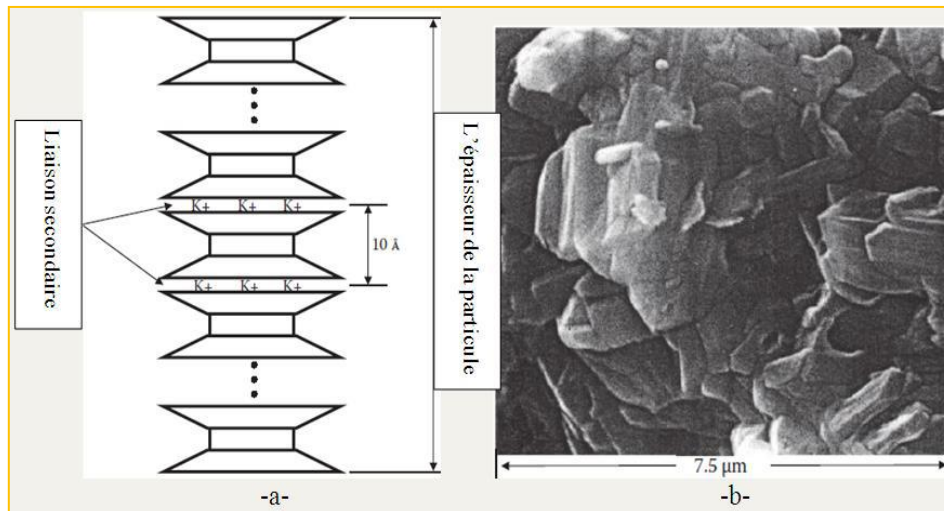 Liaison secondaire
K+ K+ K+
10 Å
K+ K+ K+
L'épaisseur de la particule
7.5 µm
-a-
-b-